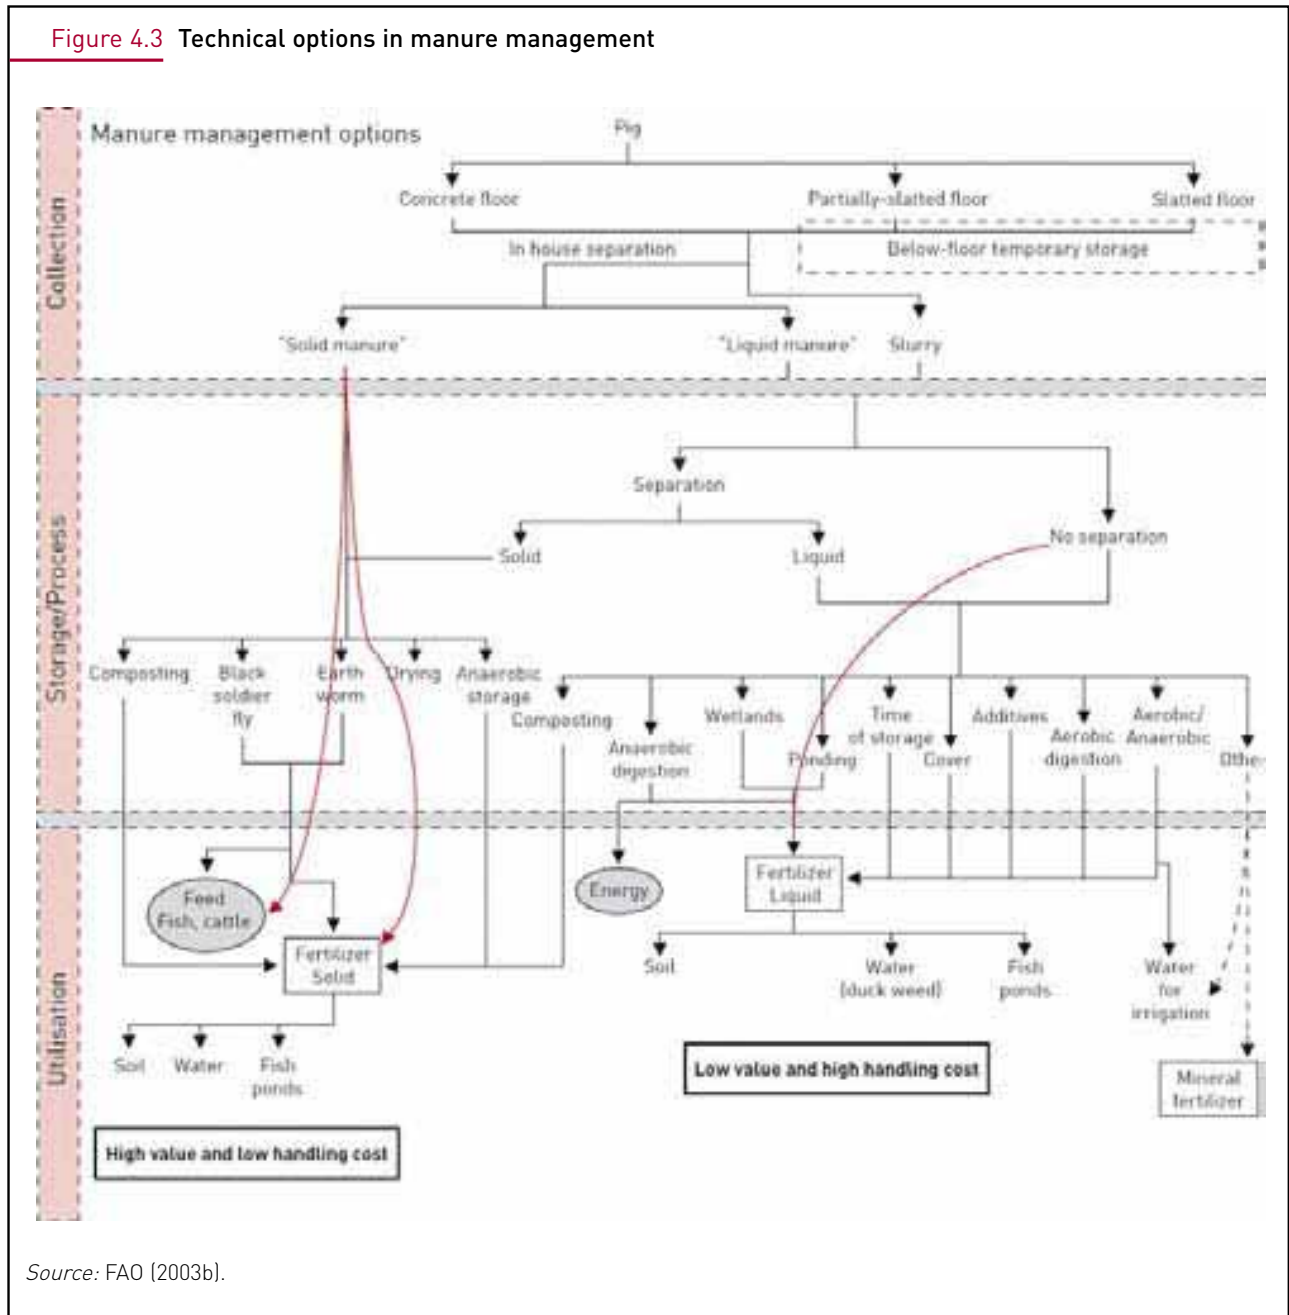 Figure 4.3 Technical options in manure management
Manure management options
Pig
Collection
Concrete floor
Partially-slatted floor
Slatted floor
In house separation
Below-floor temporary storage
"Solid manure"
"Liquid manure"
Slurry
Storage/Process
Separation
No separation
Solid
Liquid
Composting
Black
soldier
fly
Earth
worm
Drying
Anaerobic
storage
Composting
Anaerobic
digestion
Wetlands
Ponding
Time
of storage
Cover
Additives
Aerobic
digestion
Aerobic/
Anaerobic
Othe
Utilisation
Feed
Fish, cattle
Fertilizer
Solid
Energy
Fertilizer
Liquid
Soil
Water
(duck weed)
Fish
ponds
Water
for
irrigation
Soil
Water
Fish
ponds
Low value and high handling cost
Mineral
fertilizer
High value and low handling cost
Source: FAO (2003b).